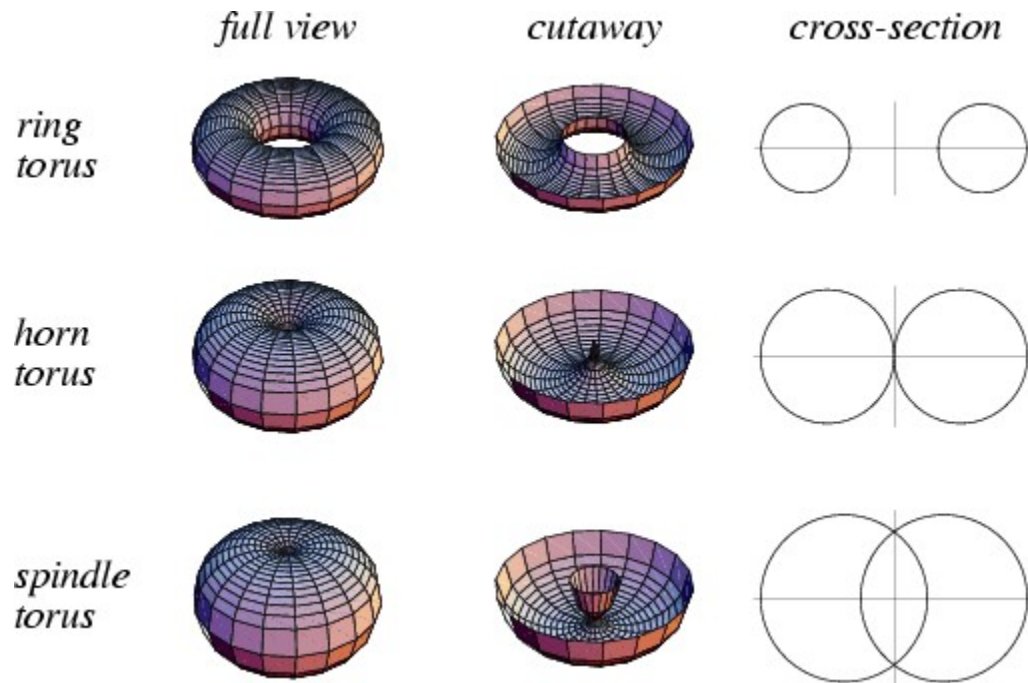 full view
cutaway
cross-section
ring
torus
horn
torus
spindle
torus